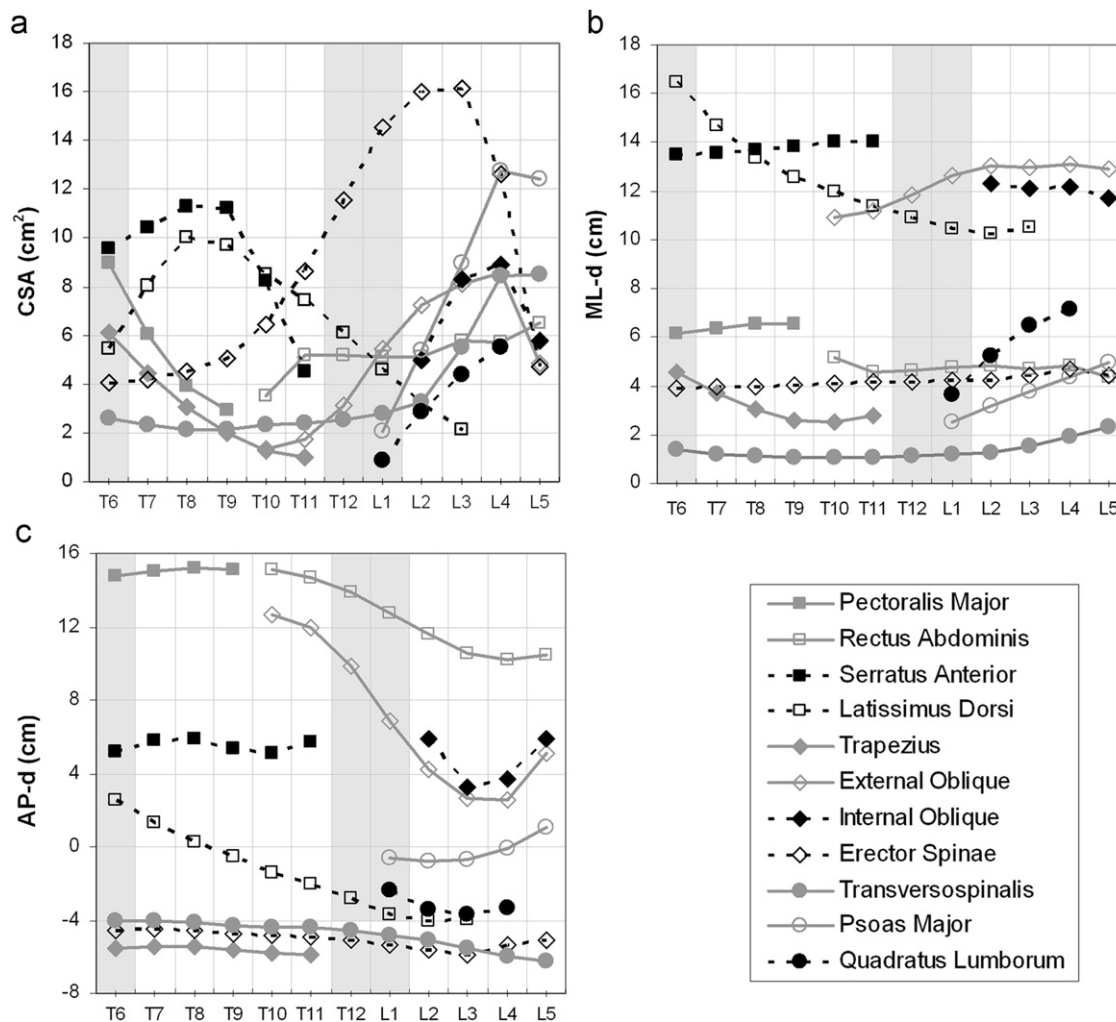 a
CSA (cm²)
18
16
14
12
10
8
6
4
2
0
T6 T7 T8 T9 T10 T11 T12 L1 L2 L3 L4 L5
b
ML-d (cm)
18
16
14
12
10
8
6
4
2
0
T6 T7 T8 T9 T10 T11 T12 L1 L2 L3 L4 L5
c
AP-d (cm)
16
12
8
4
0
-4
-8
T6 T7 T8 T9 T10 T11 T12 L1 L2 L3 L4 L5
Pectoralis Major
Rectus Abdominis
Serratus Anterior
Latissimus Dorsi
Trapezius
External Oblique
Internal Oblique
Erector Spinae
Transversospinalis
Psoas Major
Quadratus Lumborum